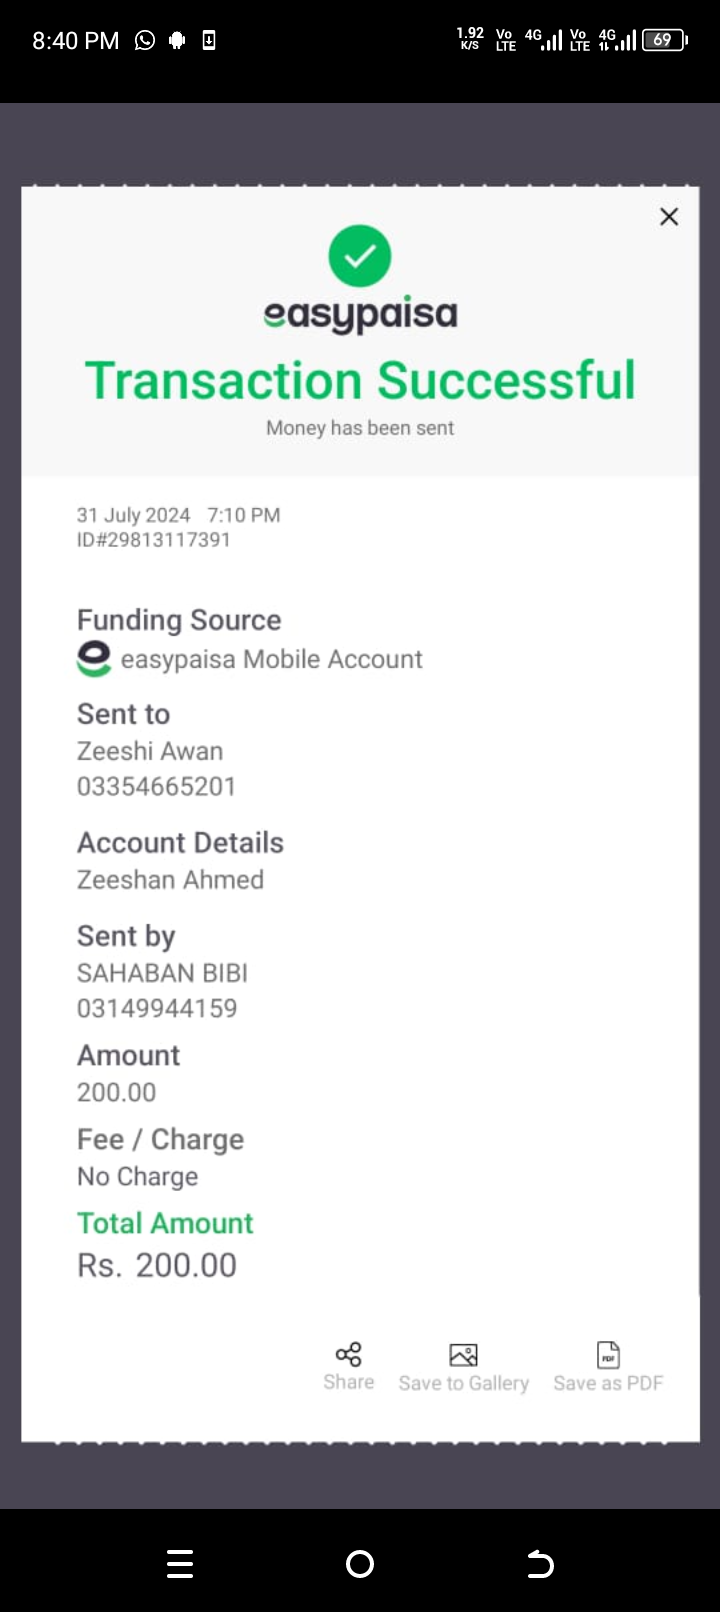 8:40 PM 1.92 K/S Vo LTE 4G Vo LTE 4G 69
easypaisa
Transaction Successful
Money has been sent
31 July 2024 7:10 PM
ID#29813117391
Funding Source
easypaisa Mobile Account
Sent to
Zeeshi Awan
03354665201
Account Details
Zeeshan Ahmed
Sent by
SAHABAN BIBI
03149944159
Amount
200.00
Fee / Charge
No Charge
Total Amount
Rs. 200.00
Share Save to Gallery PDF Save as PDF